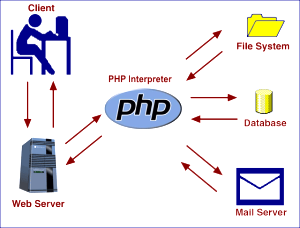 Client
File System
PHP Interpreter
php
Database
Web Server
Mail Server